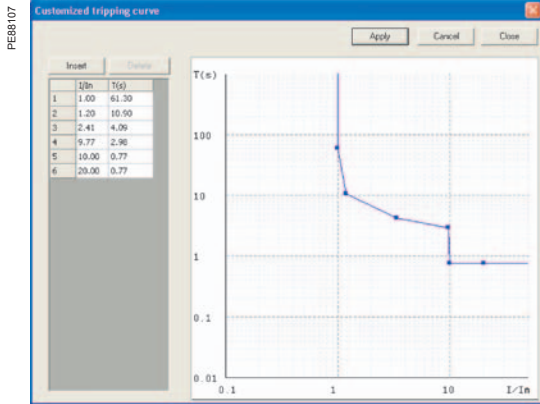 PE88107
Customized tripping curve
Apply Cancel Close
Insert Delete
I/In T(s)
1 1.00 61.30
2 1.20 10.90
3 2.41 4.09
4 9.77 2.98
5 10.00 0.77
6 20.00 0.77
T(s)
100
10
1
0.1
0.01
0.1 1 10 I/In